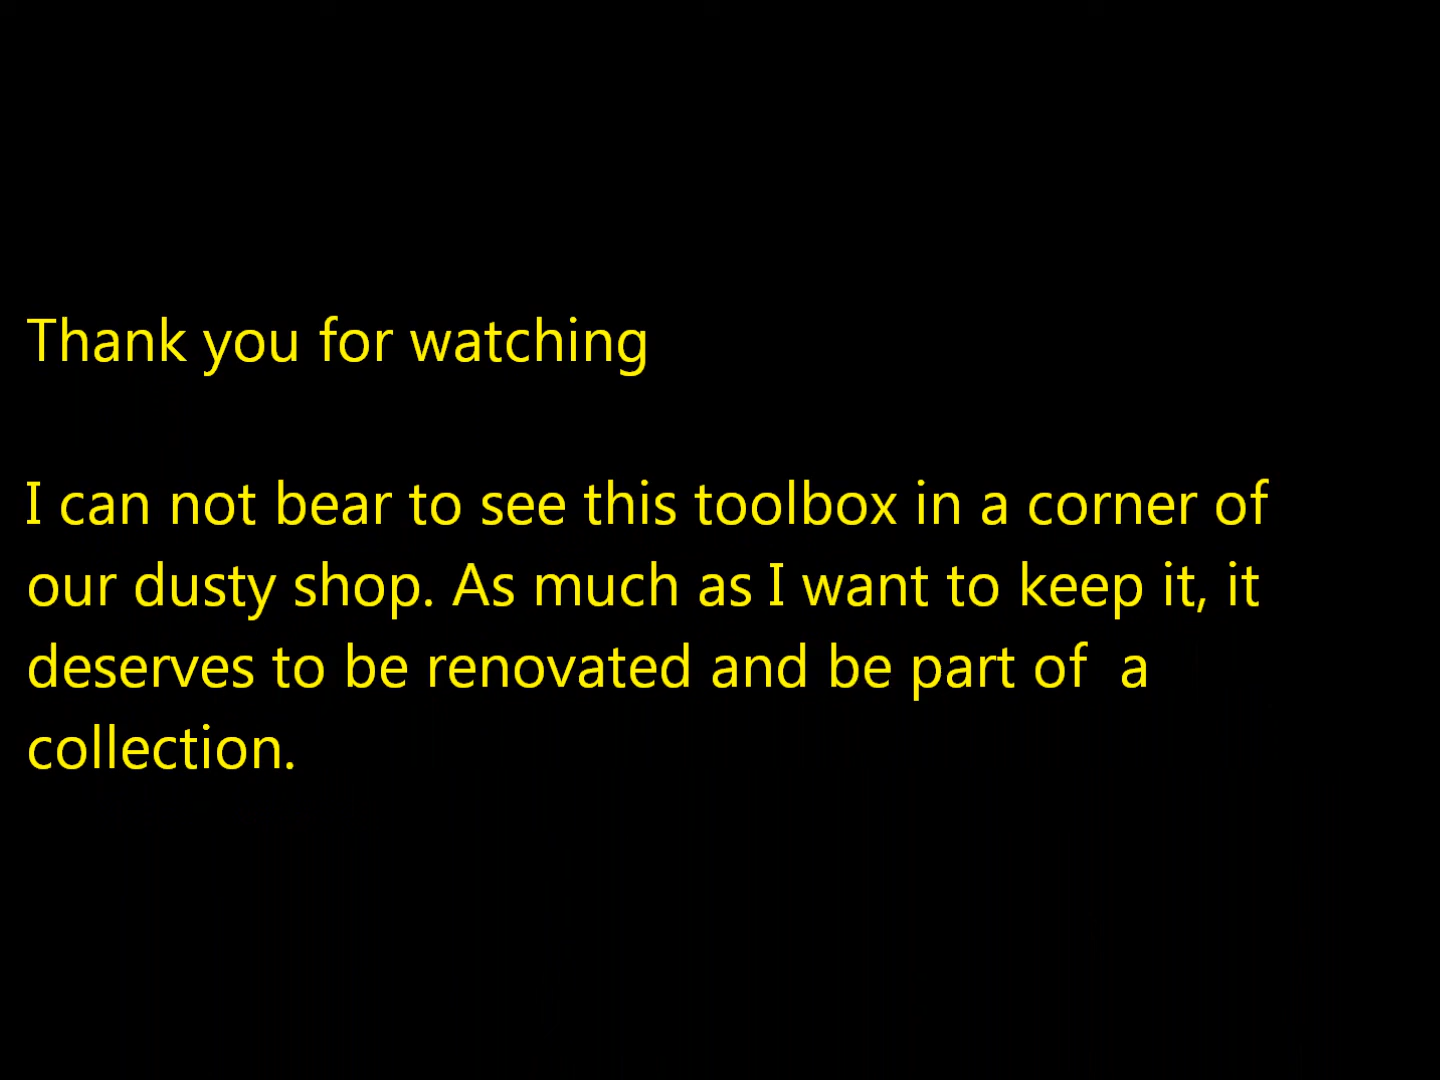 Thank you for watching
I can not bear to see this toolbox in a corner of
our dusty shop. As much as I want to keep it, it
deserves to be renovated and be part of  a
collection.